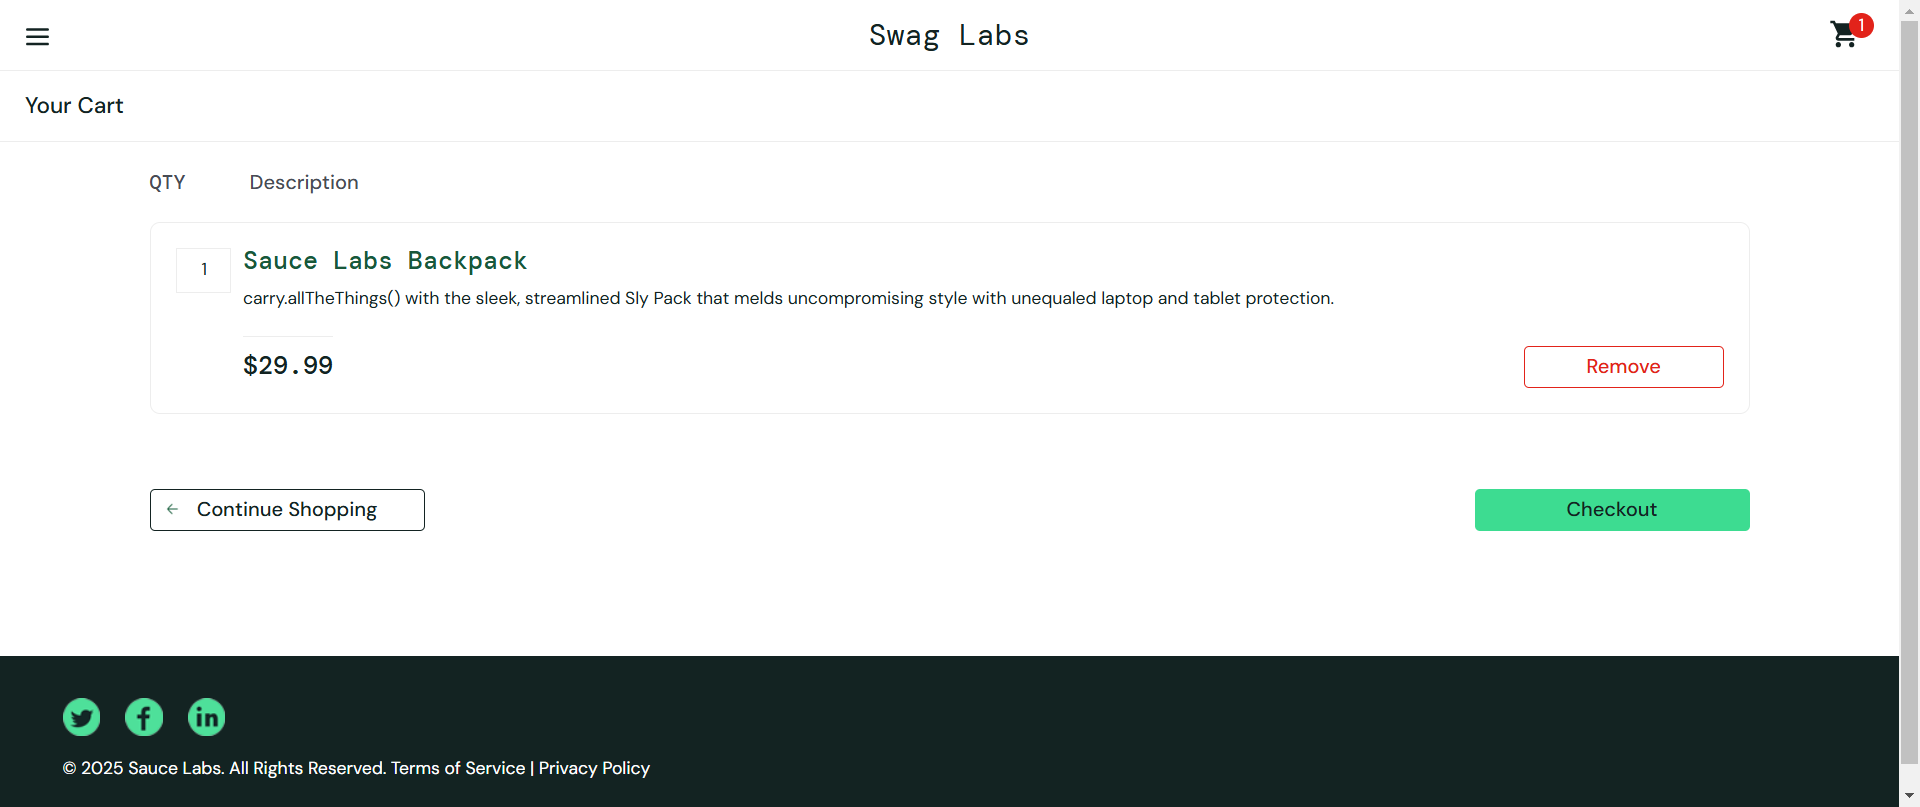 Swag Labs
1
Your Cart
QTY Description
1
Sauce Labs Backpack
carry.allTheThings() with the sleek, streamlined Sly Pack that melds uncompromising style with unequaled laptop and tablet protection.
$29.99
Remove
Continue Shopping
Checkout
© 2025 Sauce Labs. All Rights Reserved. Terms of Service | Privacy Policy